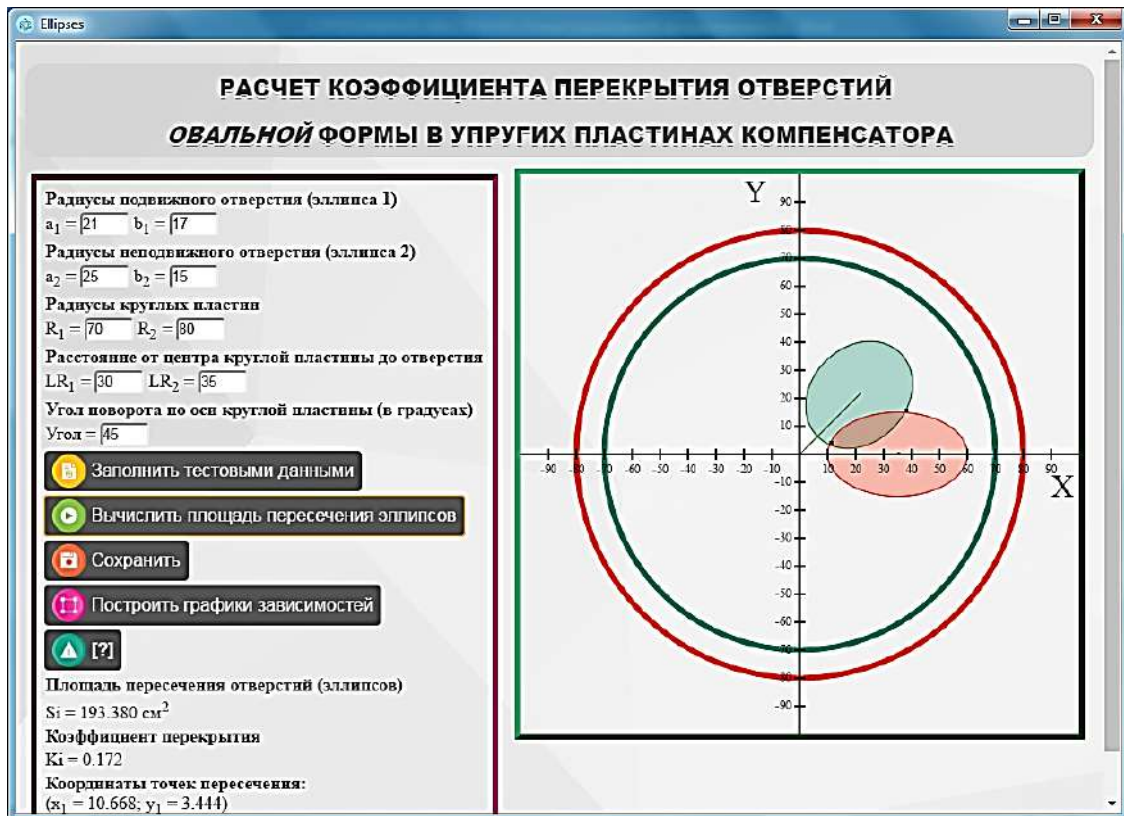 Ellipses
РАСЧЕТ КОЭФФИЦИЕНТА ПЕРЕКРЫТИЯ ОТВЕРСТИЙ
ОВАЛЬНОЙ ФОРМЫ В УПРУГИХ ПЛАСТИНАХ КОМПЕНСАТОРА
Радиусы подвижного отверстия (эллипса 1)
a₁ = 21 b₁ = 17
Радиусы неподвижного отверстия (эллипса 2)
a₂ = 25 b₂ = 15
Радиусы круглых пластин
R₁ = 70 R₂ = 80
Расстояние от центра круглой пластины до отверстия
LR₁ = 30 LR₂ = 35
Угол поворота по оси круглой пластины (в градусах)
Угол = 45
Заполнить тестовыми данными
Вычислить площадь пересечения эллипсов
Сохранить
Построить графики зависимостей
[?]
Площадь пересечения отверстий (эллипсов)
Si = 193.380 см²
Коэффициент перекрытия
Ki = 0.172
Координаты точек пересечения:
(x₁ = 10.668; y₁ = 3.444)
Y
90
80
70
60
50
40
30
20
10
-90 -80 -70 -60 -50 -40 -30 -20 -10 10 20 30 40 50 60 70 80 90
X
-10
-20
-30
-40
-50
-60
-70
-80
-90